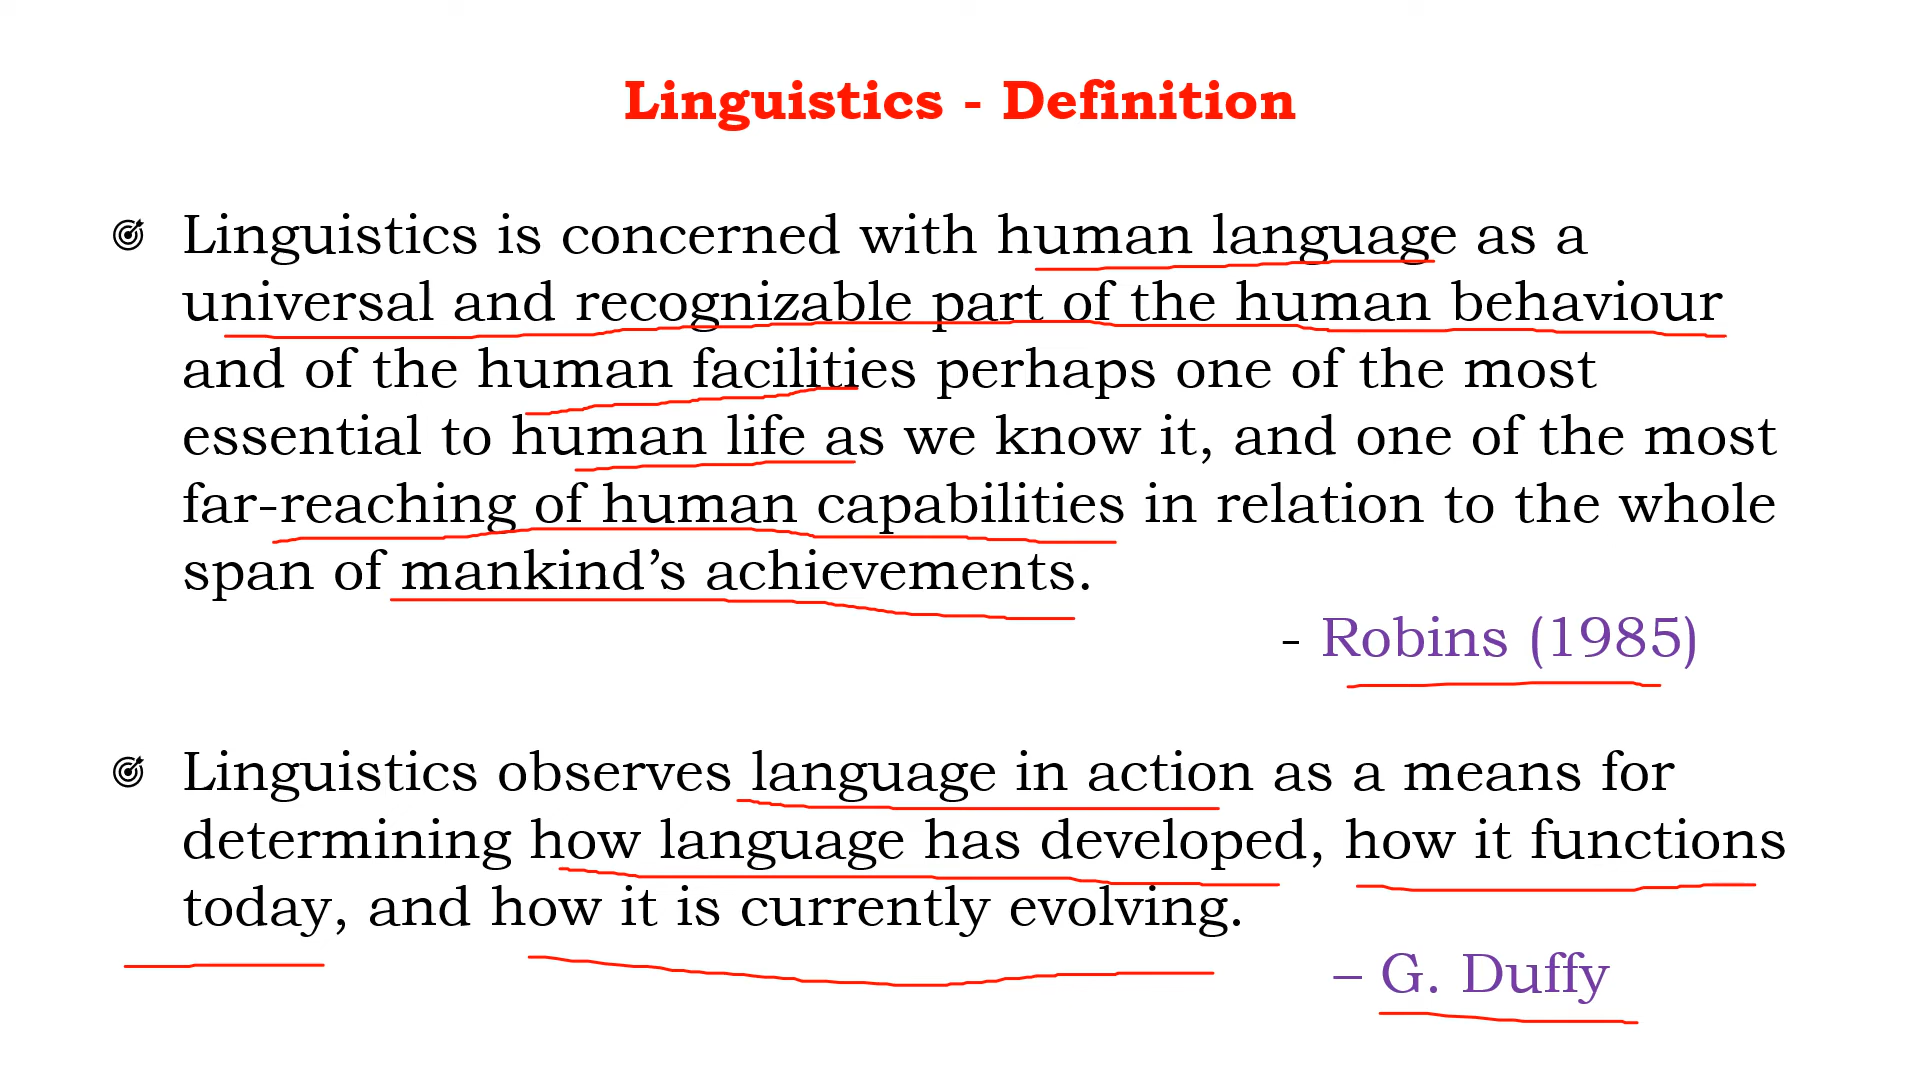 Linguistics - Definition
Linguistics is concerned with human language as a
universal and recognizable part of the human behaviour
and of the human facilities perhaps one of the most
essential to human life as we know it, and one of the most
far-reaching of human capabilities in relation to the whole
span of mankind’s achievements.
- Robins (1985)
Linguistics observes language in action as a means for
determining how language has developed, how it functions
today, and how it is currently evolving.
– G. Duffy